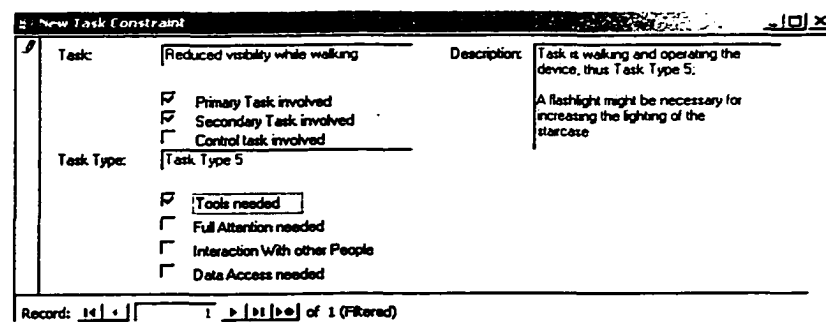 New Task Constraint
Task: Reduced visibility while walking
Description: Task is walking and operating the
device, thus Task Type 5;
A flashlight might be necessary for
increasing the lighting of the
staircase
Primary Task involved
Secondary Task involved
Control task involved
Task Type: Task Type 5
Tools needed
Full Attention needed
Interaction With other People
Data Access needed
Record: 1 of 1 (Filtered)